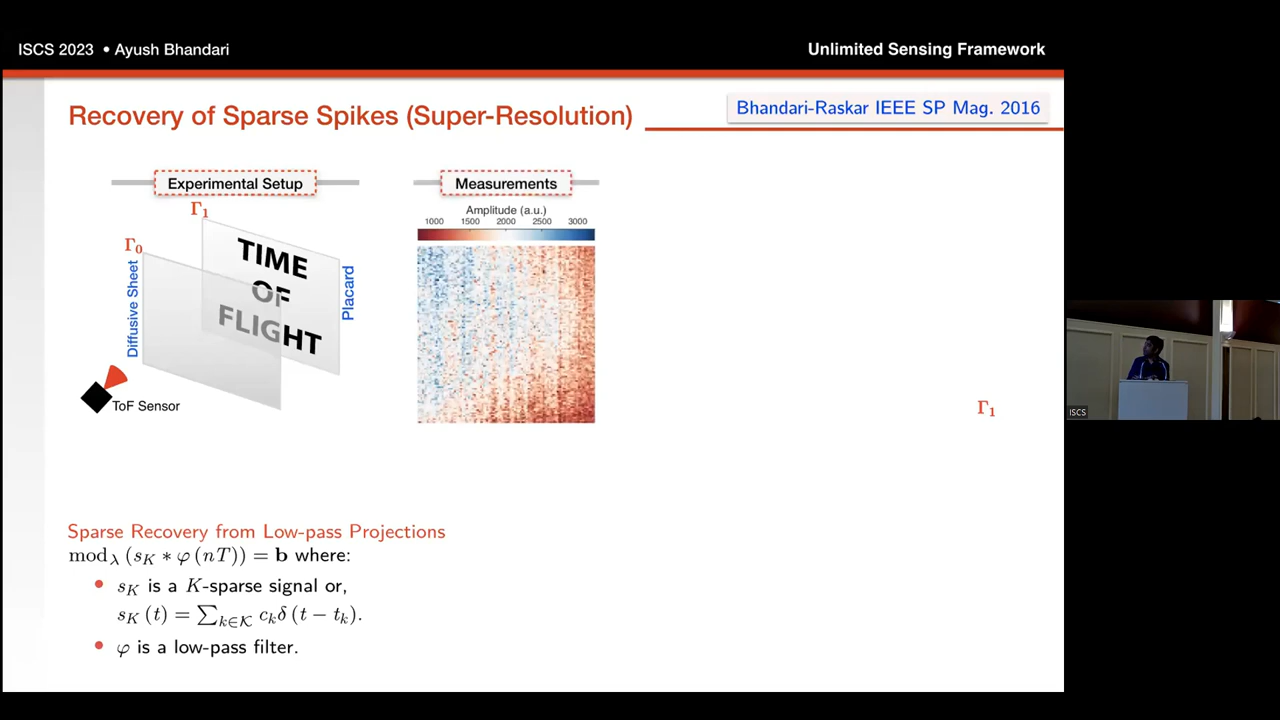 ISCS 2023 • Ayush Bhandari
Unlimited Sensing Framework
Recovery of Sparse Spikes (Super-Resolution)
Bhandari-Raskar IEEE SP Mag. 2016
Experimental Setup
Measurements
Γ₁
Γ₀
Diffusive Sheet
TIME
OF
FLIGHT
Placard
ToF Sensor
Amplitude (a.u.)
1000 1500 2000 2500 3000
Γ₁
ISCS
Sparse Recovery from Low-pass Projections
mod_λ (s_K ∗ φ (nT)) = b where:
• s_K is a K-sparse signal or,
s_K (t) = ∑_{k∈𝒦} c_k δ (t − t_k).
• φ is a low-pass filter.